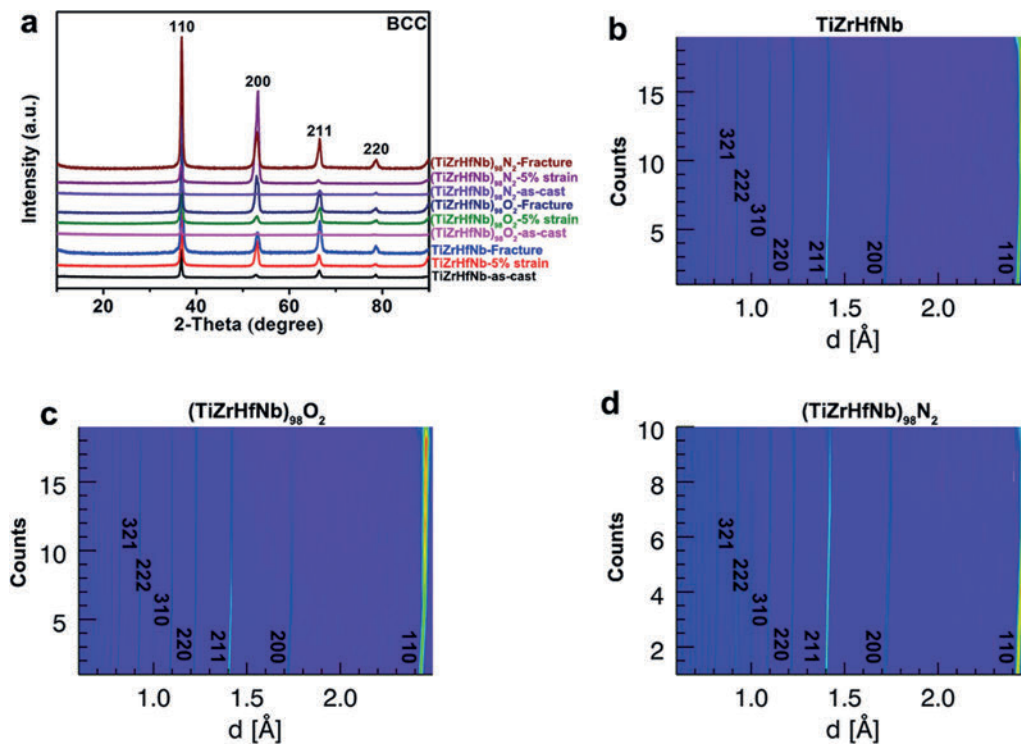 a
BCC
110
200
211
220
(TiZrHfNb)₉₈N₂-Fracture
(TiZrHfNb)₉₈N₂-5% strain
(TiZrHfNb)₉₈N₂-as-cast
(TiZrHfNb)₉₈O₂-Fracture
(TiZrHfNb)₉₈O₂-5% strain
(TiZrHfNb)₉₈O₂-as-cast
TiZrHfNb-Fracture
TiZrHfNb-5% strain
TiZrHfNb-as-cast
Intensity (a.u.)
20 40 60 80
2-Theta (degree)
b
TiZrHfNb
Counts
15
10
5
321 222 310 220 211 200 110
1.0 1.5 2.0
d [Å]
c
(TiZrHfNb)₉₈O₂
Counts
15
10
5
321 222 310 220 211 200 110
1.0 1.5 2.0
d [Å]
d
(TiZrHfNb)₉₈N₂
Counts
10
8
6
4
2
321 222 310 220 211 200 110
1.0 1.5 2.0
d [Å]